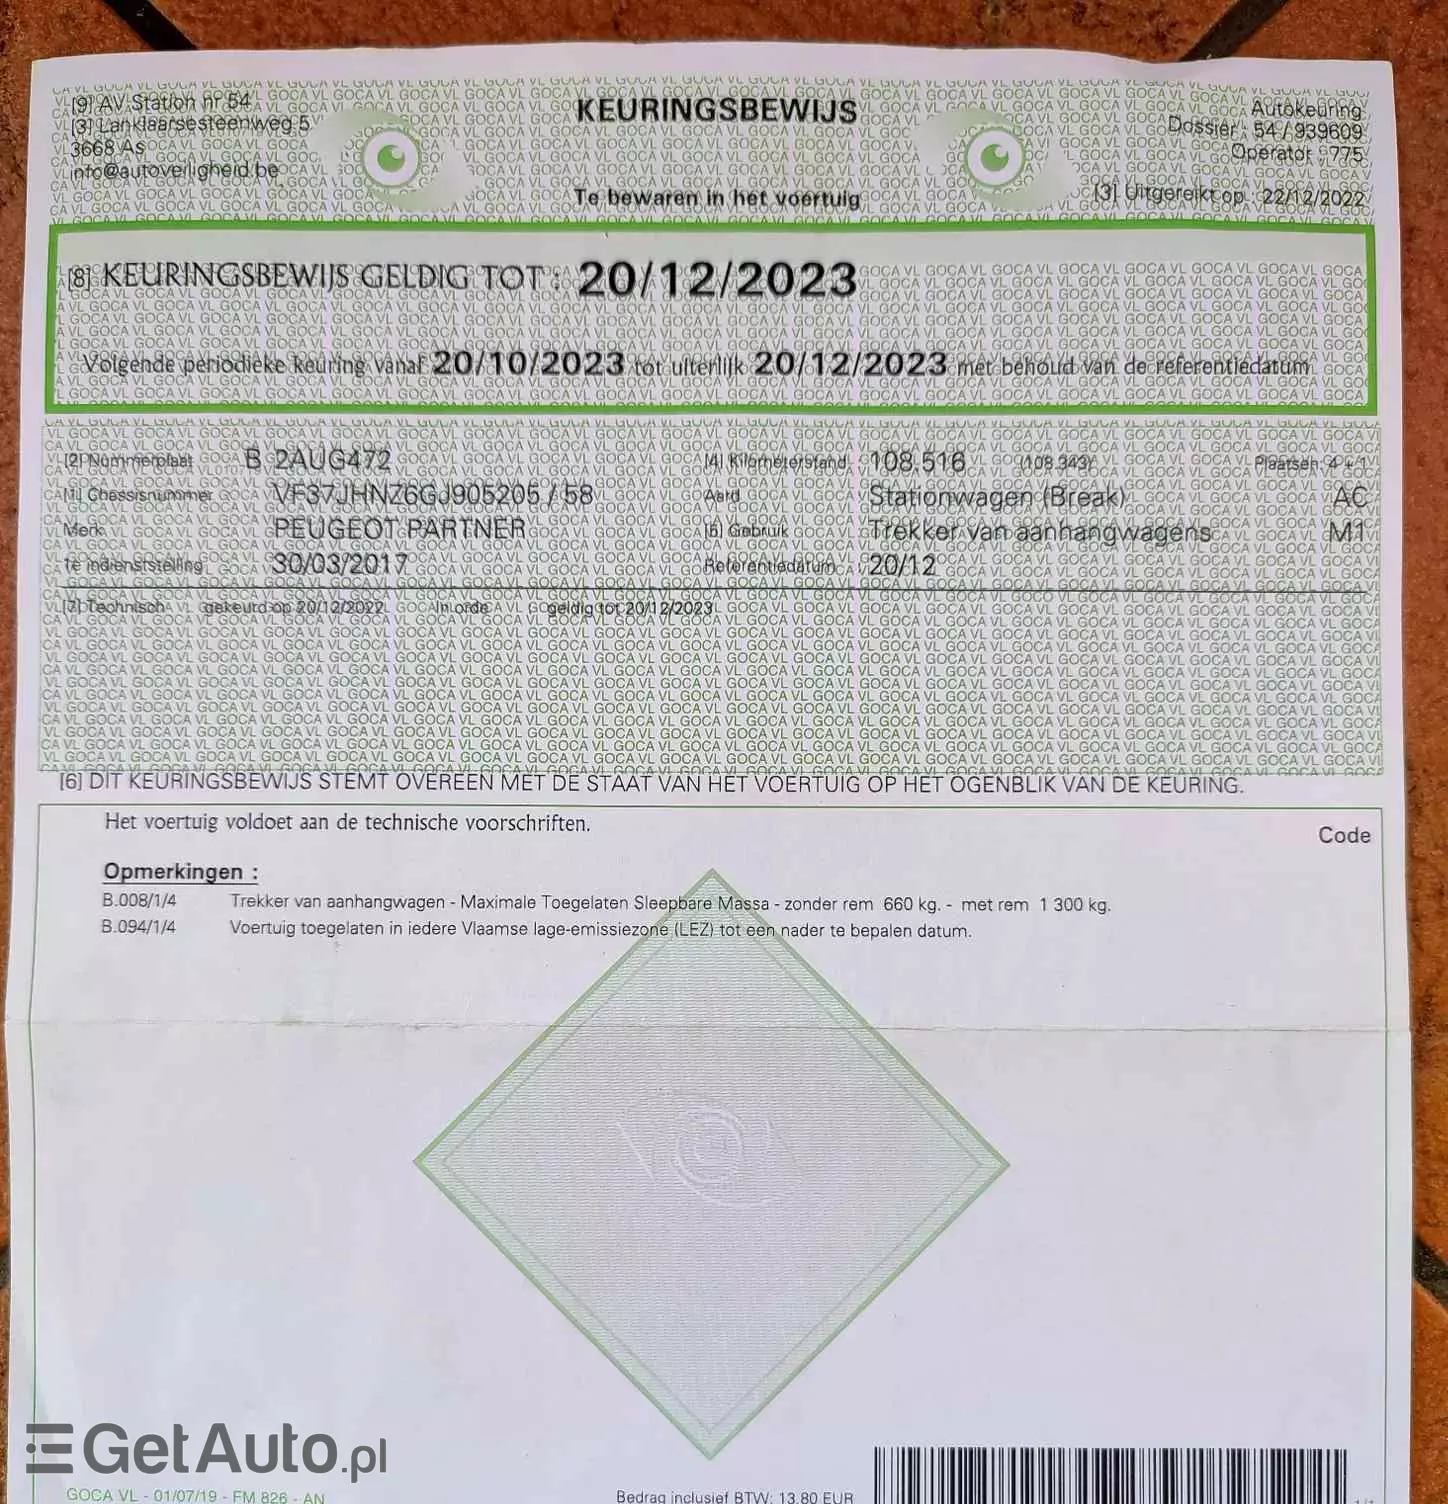 [9] AV Station nr 54
[3] Lanklaarsesteenweg 5
3668 As
info@autoveiligheid.be
KEURINGSBEWIJS
Te bewaren in het voertuig
Autokeuring
Dossier : 54 / 939609
Operator : 775
[3] Uitgereikt op : 22/12/2022
[8] KEURINGSBEWIJS GELDIG TOT : 20/12/2023
Volgende periodieke keuring vanaf 20/10/2023 tot uiterlijk 20/12/2023 met behoud van de referentiedatum
[2] Nummerplaat B 2AUG472 [4] Kilometerstand 108.516 (108.343) Plaatsen 4 + 1
[1] Chassisnummer VF37JHNZ6GJ905205 / 58 Aard Stationwagen (Break) AC
Merk PEUGEOT PARTNER [5] Gebruik Trekker van aanhangwagens M1
1e indienststelling 30/03/2017 Referentiedatum 20/12
[7] Technisch gekeurd op 20/12/2022 In orde geldig tot 20/12/2023
[6] DIT KEURINGSBEWIJS STEMT OVEREEN MET DE STAAT VAN HET VOERTUIG OP HET OGENBLIK VAN DE KEURING.
Het voertuig voldoet aan de technische voorschriften.
Code
Opmerkingen :
B.008/1/4 Trekker van aanhangwagen - Maximale Toegelaten Sleepbare Massa - zonder rem 660 kg. - met rem 1 300 kg.
B.094/1/4 Voertuig toegelaten in iedere Vlaamse lage-emissiezone (LEZ) tot een nader te bepalen datum.
GetAuto.pl
GOCA VL - 01/07/19 - FM 826 - AN
Bedrag inclusief BTW: 13,80 EUR